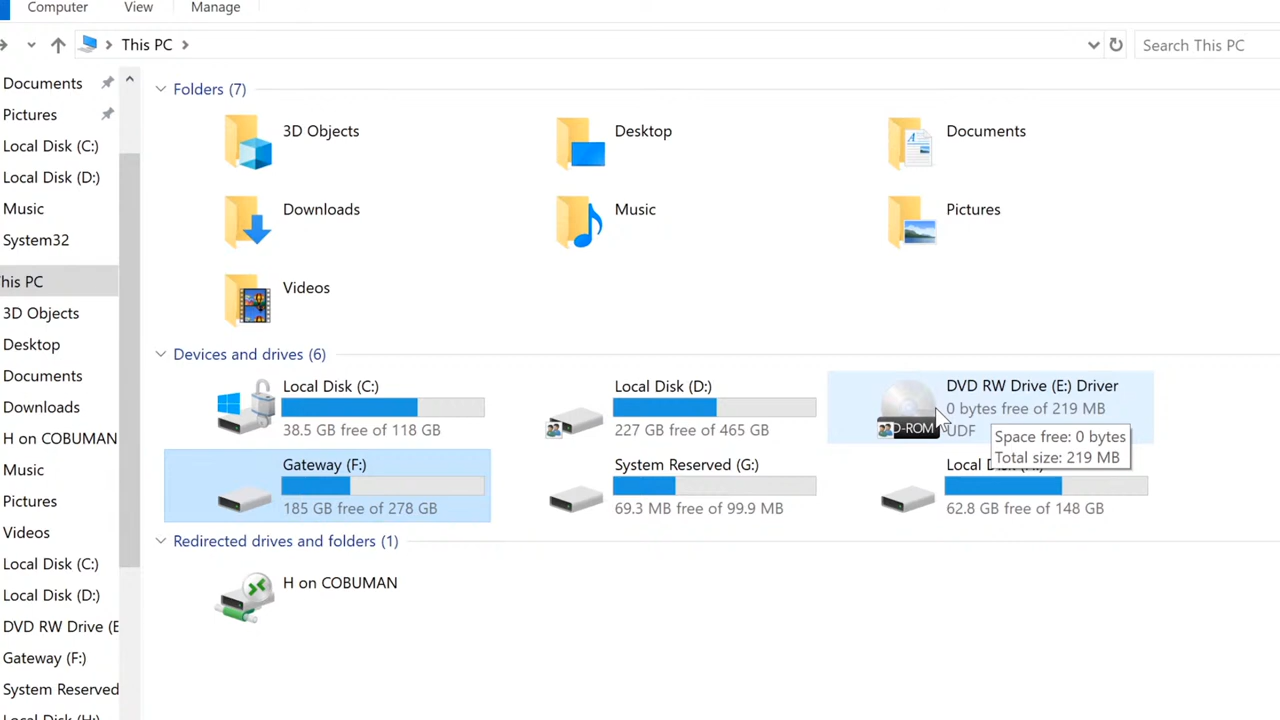 Computer
View
Manage
This PC
Search This PC
Documents
Pictures
Local Disk (C:)
Local Disk (D:)
Music
System32
his PC
3D Objects
Desktop
Documents
Downloads
H on COBUMAN
Music
Pictures
Videos
Local Disk (C:)
Local Disk (D:)
DVD RW Drive (E
Gateway (F:)
System Reserved
Local Disk (H:)
Folders (7)
3D Objects
Desktop
Documents
Downloads
Music
Pictures
Videos
Devices and drives (6)
Local Disk (C:)
38.5 GB free of 118 GB
Local Disk (D:)
227 GB free of 465 GB
DVD RW Drive (E:) Driver
0 bytes free of 219 MB
UDF
D-ROM
Space free: 0 bytes
Total size: 219 MB
Gateway (F:)
185 GB free of 278 GB
System Reserved (G:)
69.3 MB free of 99.9 MB
Local
62.8 GB free of 148 GB
Redirected drives and folders (1)
H on COBUMAN